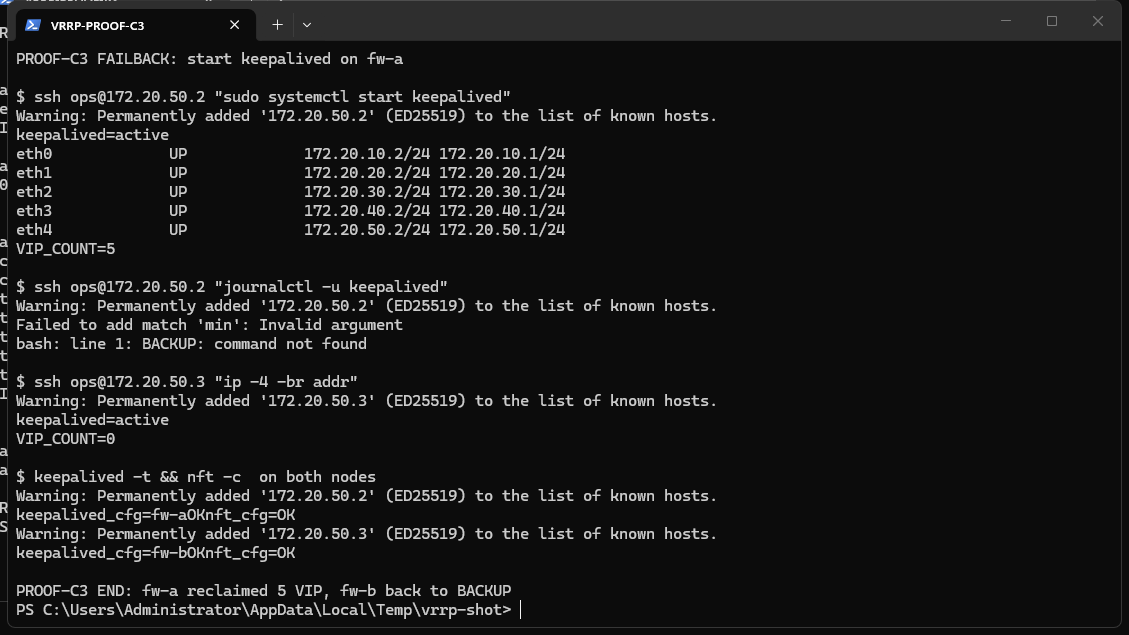 VRRP-PROOF-C3
PROOF-C3 FAILBACK: start keepalived on fw-a
$ ssh ops@172.20.50.2 "sudo systemctl start keepalived"
Warning: Permanently added '172.20.50.2' (ED25519) to the list of known hosts.
keepalived=active
eth0 UP 172.20.10.2/24 172.20.10.1/24
eth1 UP 172.20.20.2/24 172.20.20.1/24
eth2 UP 172.20.30.2/24 172.20.30.1/24
eth3 UP 172.20.40.2/24 172.20.40.1/24
eth4 UP 172.20.50.2/24 172.20.50.1/24
VIP_COUNT=5
$ ssh ops@172.20.50.2 "journalctl -u keepalived"
Warning: Permanently added '172.20.50.2' (ED25519) to the list of known hosts.
Failed to add match 'min': Invalid argument
bash: line 1: BACKUP: command not found
$ ssh ops@172.20.50.3 "ip -4 -br addr"
Warning: Permanently added '172.20.50.3' (ED25519) to the list of known hosts.
keepalived=active
VIP_COUNT=0
$ keepalived -t && nft -c  on both nodes
Warning: Permanently added '172.20.50.2' (ED25519) to the list of known hosts.
keepalived_cfg=fw-aOKnft_cfg=OK
Warning: Permanently added '172.20.50.3' (ED25519) to the list of known hosts.
keepalived_cfg=fw-bOKnft_cfg=OK
PROOF-C3 END: fw-a reclaimed 5 VIP, fw-b back to BACKUP
PS C:\Users\Administrator\AppData\Local\Temp\vrrp-shot>